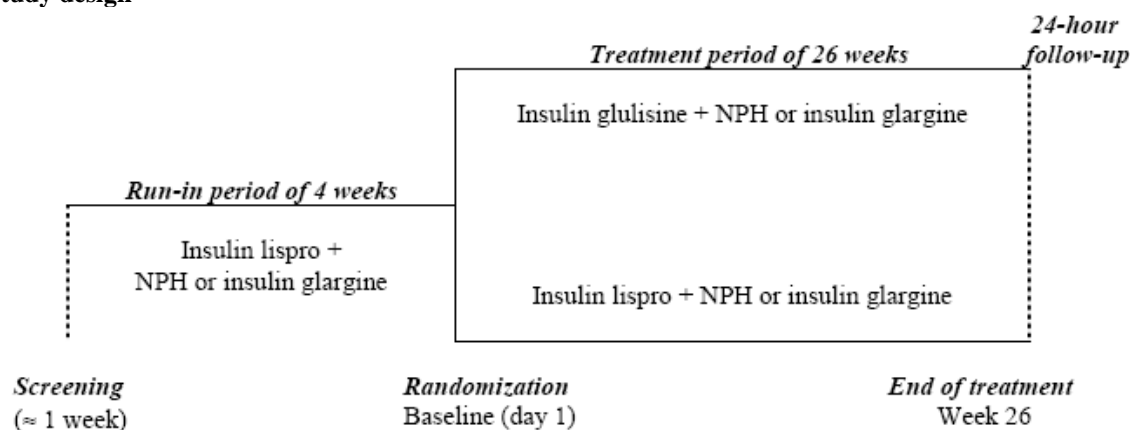 tudy design
24-hour
follow-up
Treatment period of 26 weeks
Insulin glulisine + NPH or insulin glargine
Run-in period of 4 weeks
Insulin lispro +
NPH or insulin glargine
Insulin lispro + NPH or insulin glargine
Screening
(≈ 1 week)
Randomization
Baseline (day 1)
End of treatment
Week 26